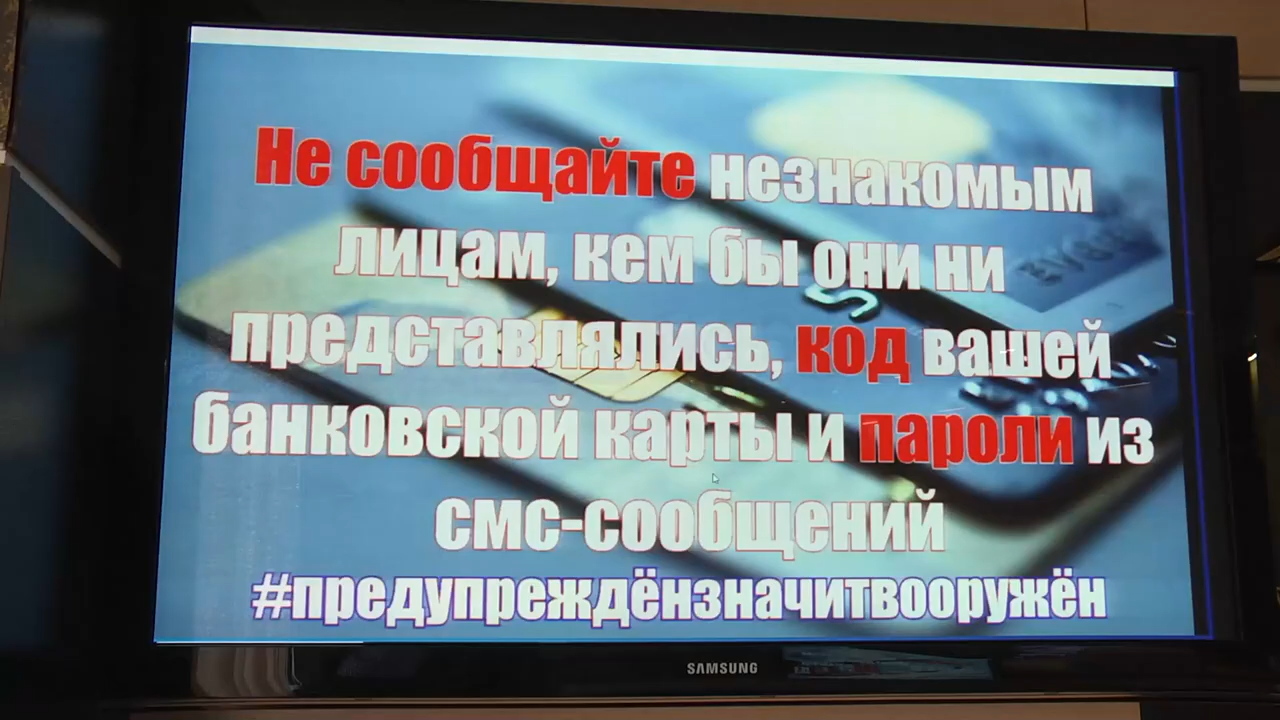 Не сообщайте незнакомым
лицам, кем бы они ни
представлялись, код вашей
банковской карты и пароли из
смс-сообщений
#предупреждёнзначитвооружён
SAMSUNG